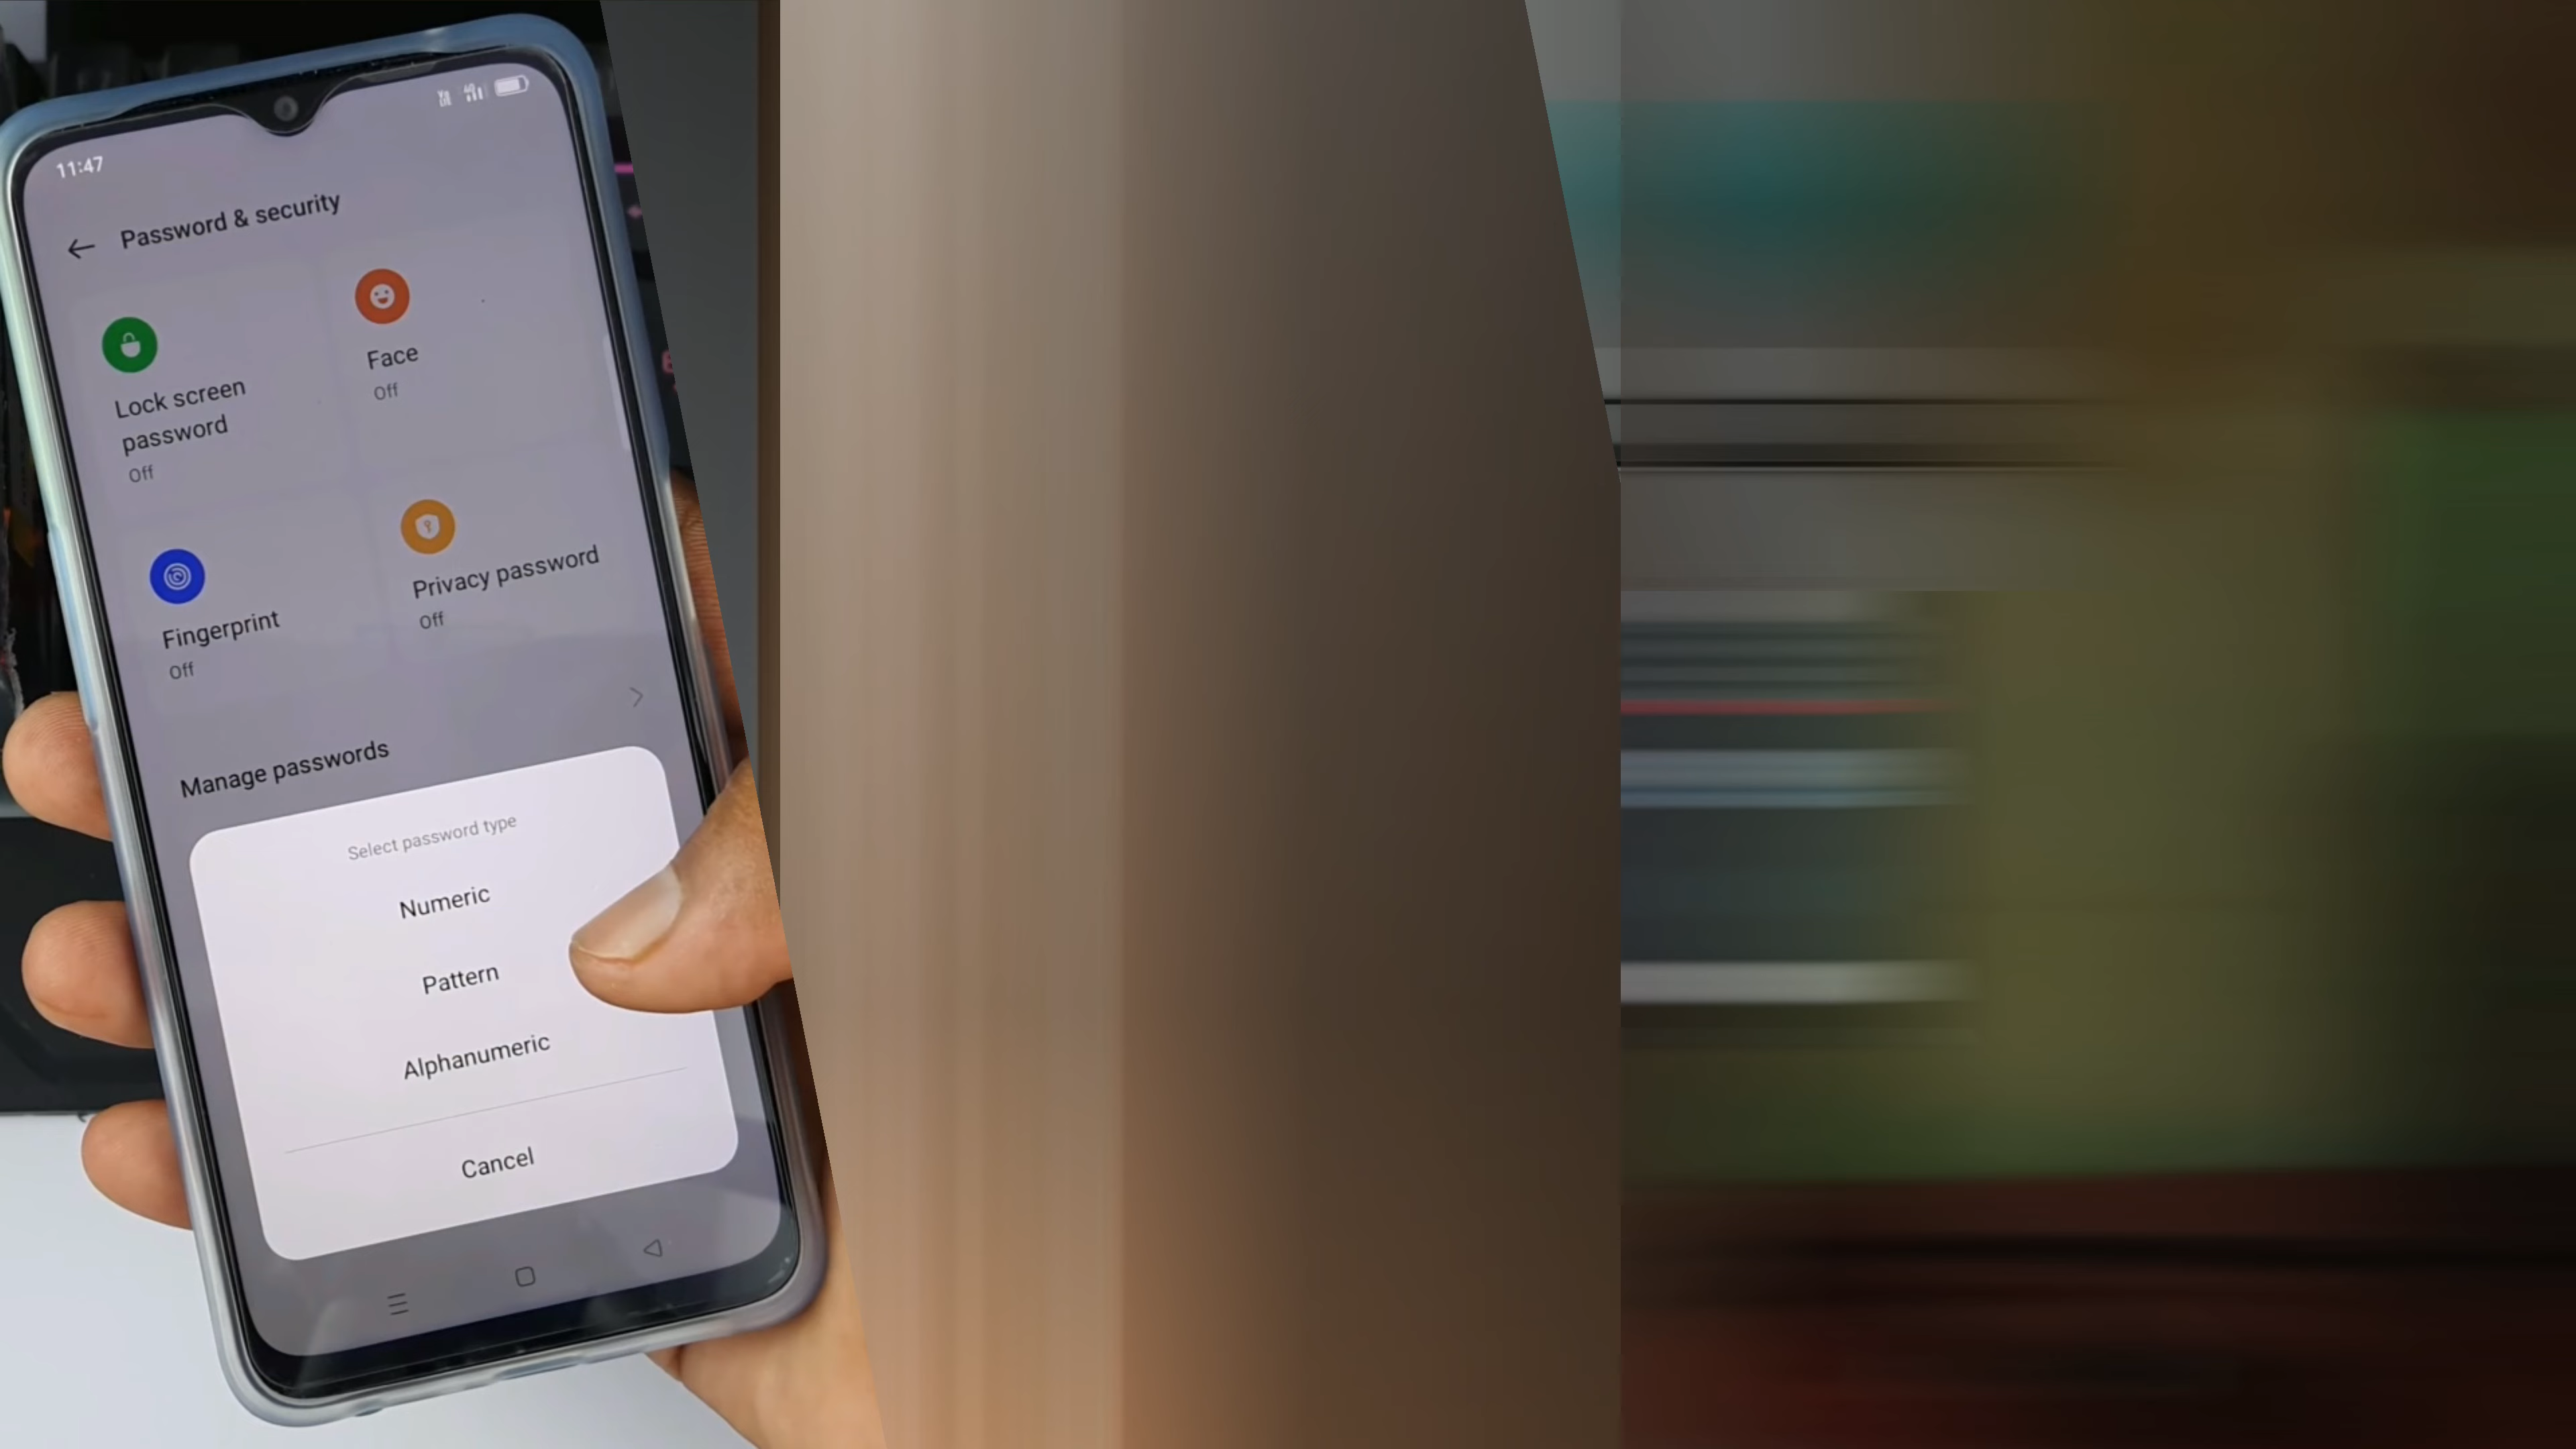 11:47
Password & security
Lock screen
password
Off
Face
Off
Fingerprint
Off
Privacy password
Off
Manage passwords
Select password type
Numeric
Pattern
Alphanumeric
Cancel